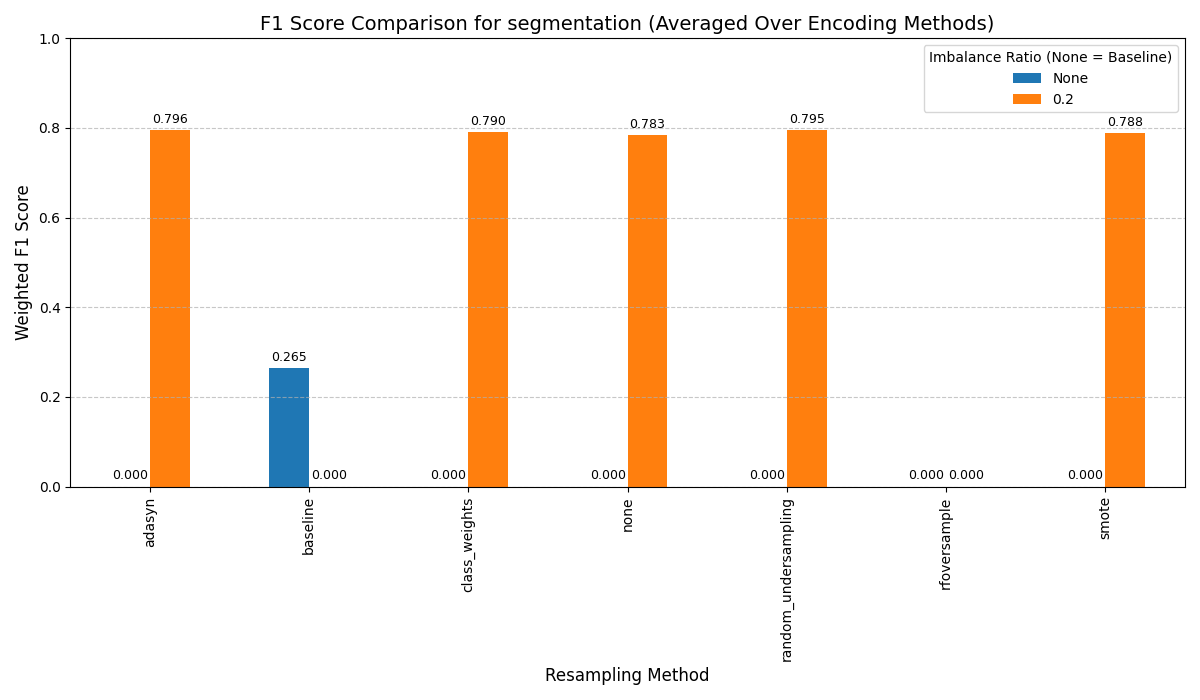 F1 Score Comparison for segmentation (Averaged Over Encoding Methods)
Imbalance Ratio (None = Baseline)
None
0.2
Weighted F1 Score
1.0
0.8
0.6
0.4
0.2
0.0
0.000
0.796
0.265
0.000
0.000
0.790
0.000
0.783
0.000
0.795
0.000 0.000
0.000
0.788
adasyn
baseline
class_weights
none
random_undersampling
rfoversample
smote
Resampling Method